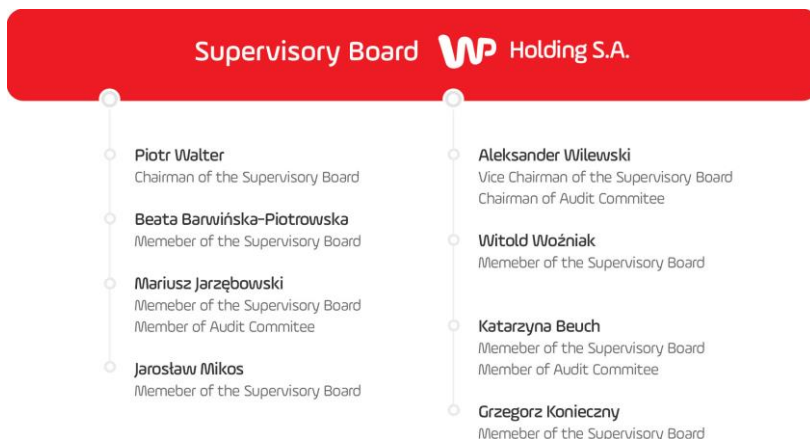 Supervisory Board WP Holding S.A.
Piotr Walter
Chairman of the Supervisory Board
Beata Barwińska-Piotrowska
Memeber of the Supervisory Board
Mariusz Jarzębowski
Memeber of the Supervisory Board
Member of Audit Commitee
Jarosław Mikos
Memeber of the Supervisory Board
Aleksander Wilewski
Vice Chairman of the Supervisory Board
Chairman of Audit Commitee
Witold Woźniak
Memeber of the Supervisory Board
Katarzyna Beuch
Memeber of the Supervisory Board
Member of Audit Commitee
Grzegorz Konieczny
Memeber of the Supervisory Board